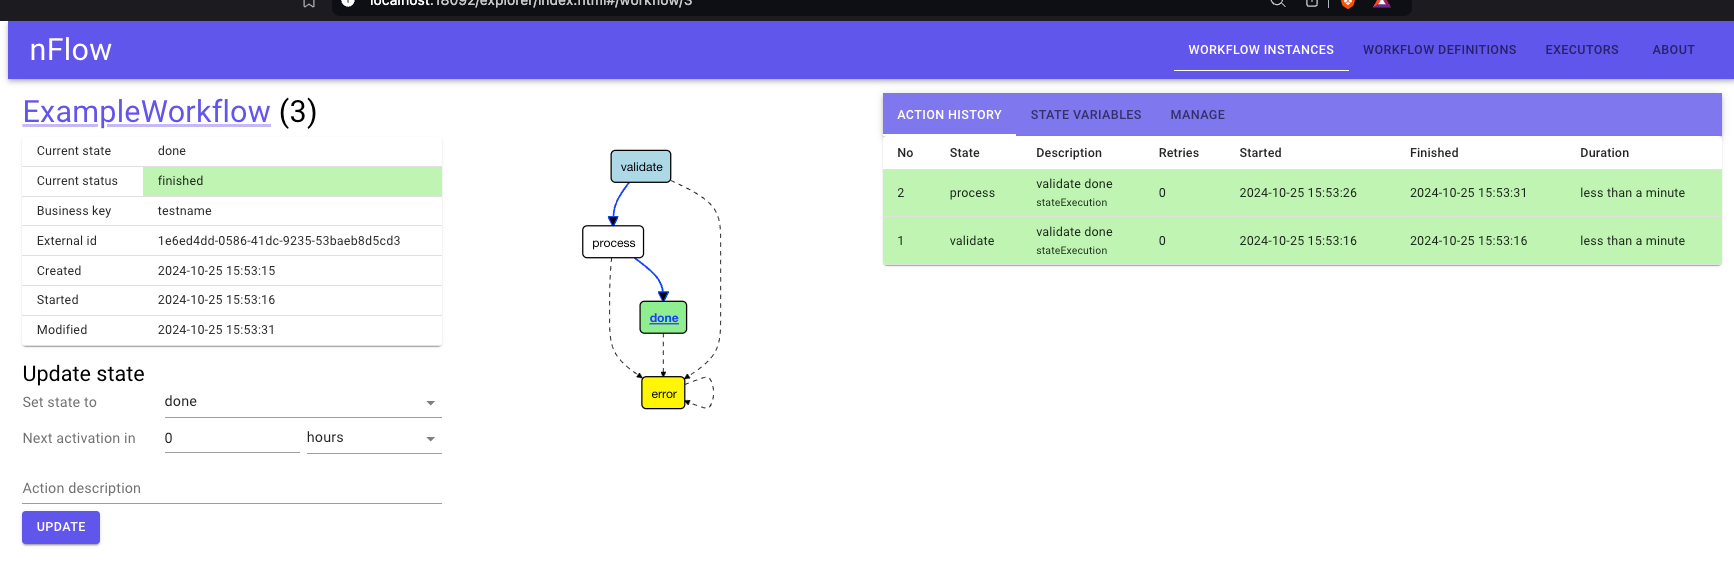 localhost:18092/explorer/index.html#/workflow/3
nFlow
WORKFLOW INSTANCES WORKFLOW DEFINITIONS EXECUTORS ABOUT
ExampleWorkflow (3)
Current state done
Current status finished
Business key testname
External id 1e6ed4dd-0586-41dc-9235-53baeb8d5cd3
Created 2024-10-25 15:53:15
Started 2024-10-25 15:53:16
Modified 2024-10-25 15:53:31
Update state
Set state to done
Next activation in 0 hours
Action description
UPDATE
validate
process
done
error
ACTION HISTORY STATE VARIABLES MANAGE
No State Description Retries Started Finished Duration
2 process validate done 0 2024-10-25 15:53:26 2024-10-25 15:53:31 less than a minute
stateExecution
1 validate validate done 0 2024-10-25 15:53:16 2024-10-25 15:53:16 less than a minute
stateExecution